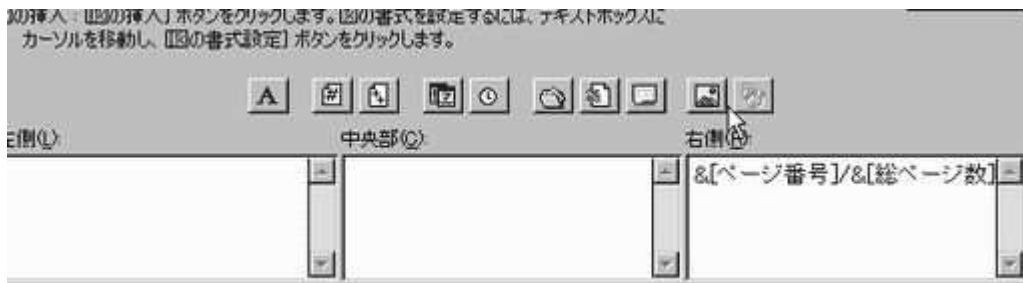 図の挿入：[図の挿入] ボタンをクリックします。図の書式を設定するには、テキストボックスに
カーソルを移動し、[図の書式設定] ボタンをクリックします。
A
左側(L):
中央部(C):
右側(R):
&[ページ番号]/&[総ページ数]